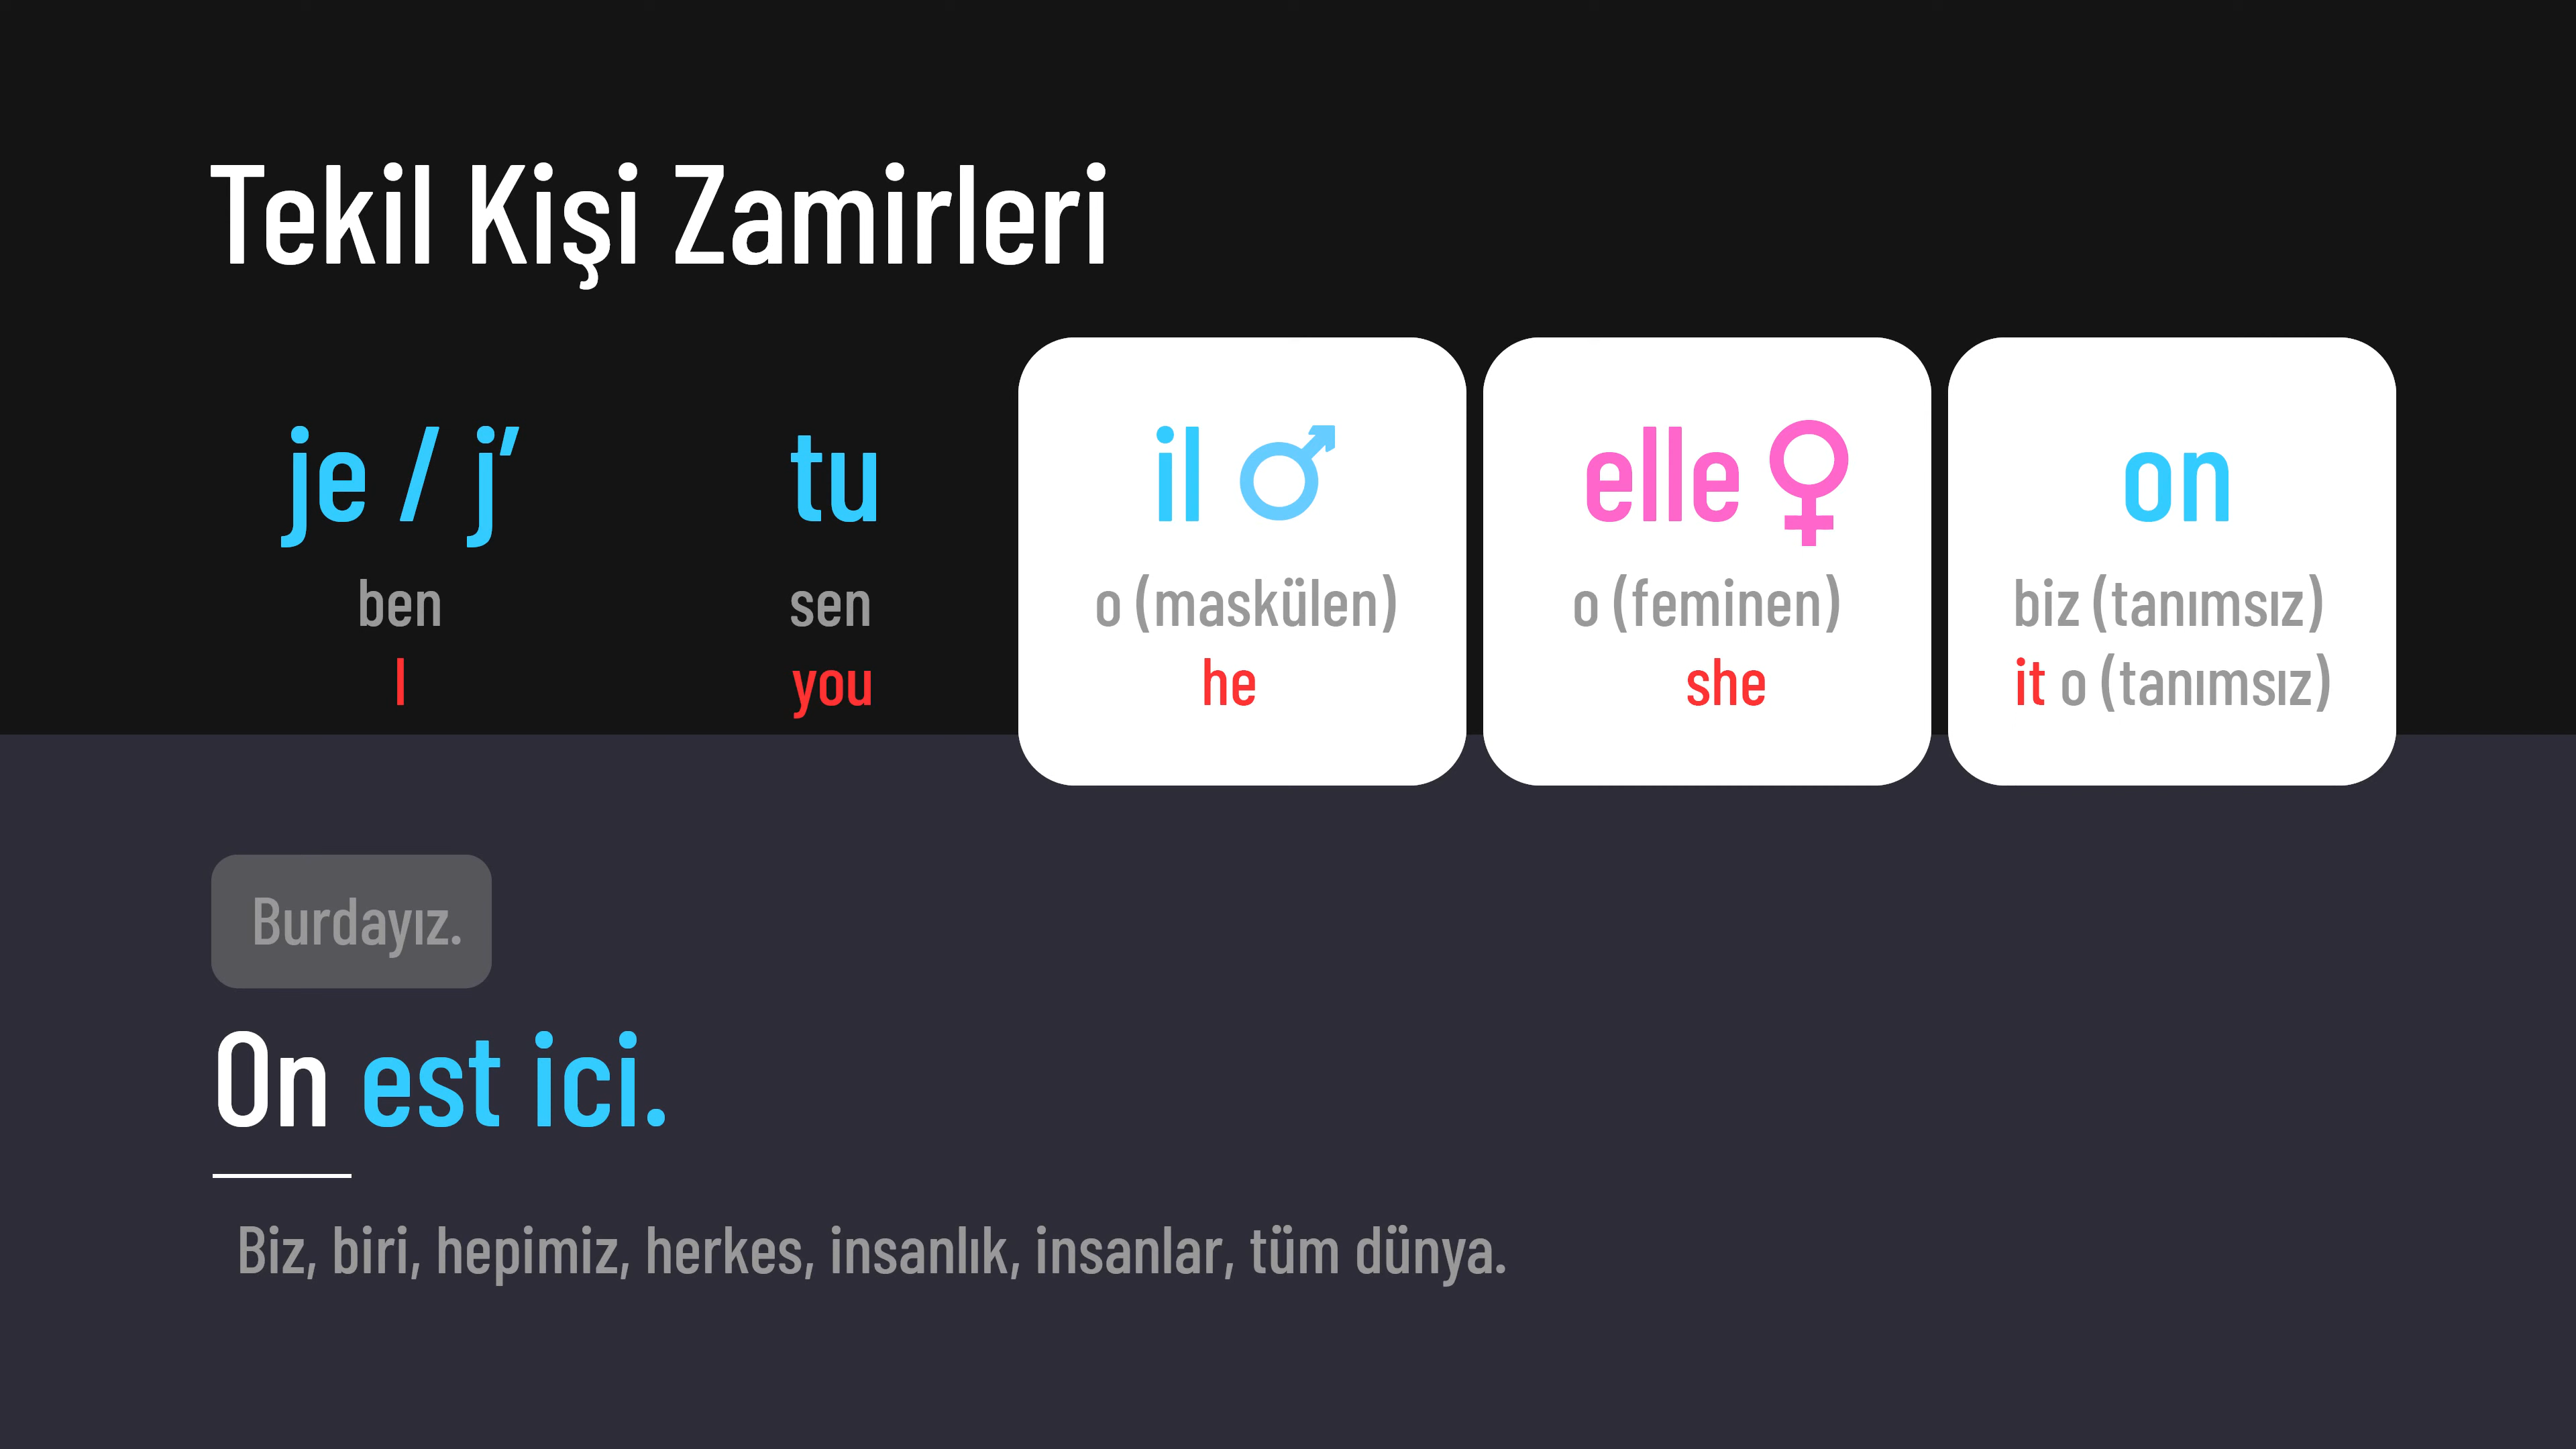 Tekil Kişi Zamirleri
je / j' tu il ♂ elle ♀ on
ben sen o (maskülen) o (feminen) biz (tanımsız)
I you he she it o (tanımsız)
Burdayız.
On est ici.
Biz, biri, hepimiz, herkes, insanlık, insanlar, tüm dünya.